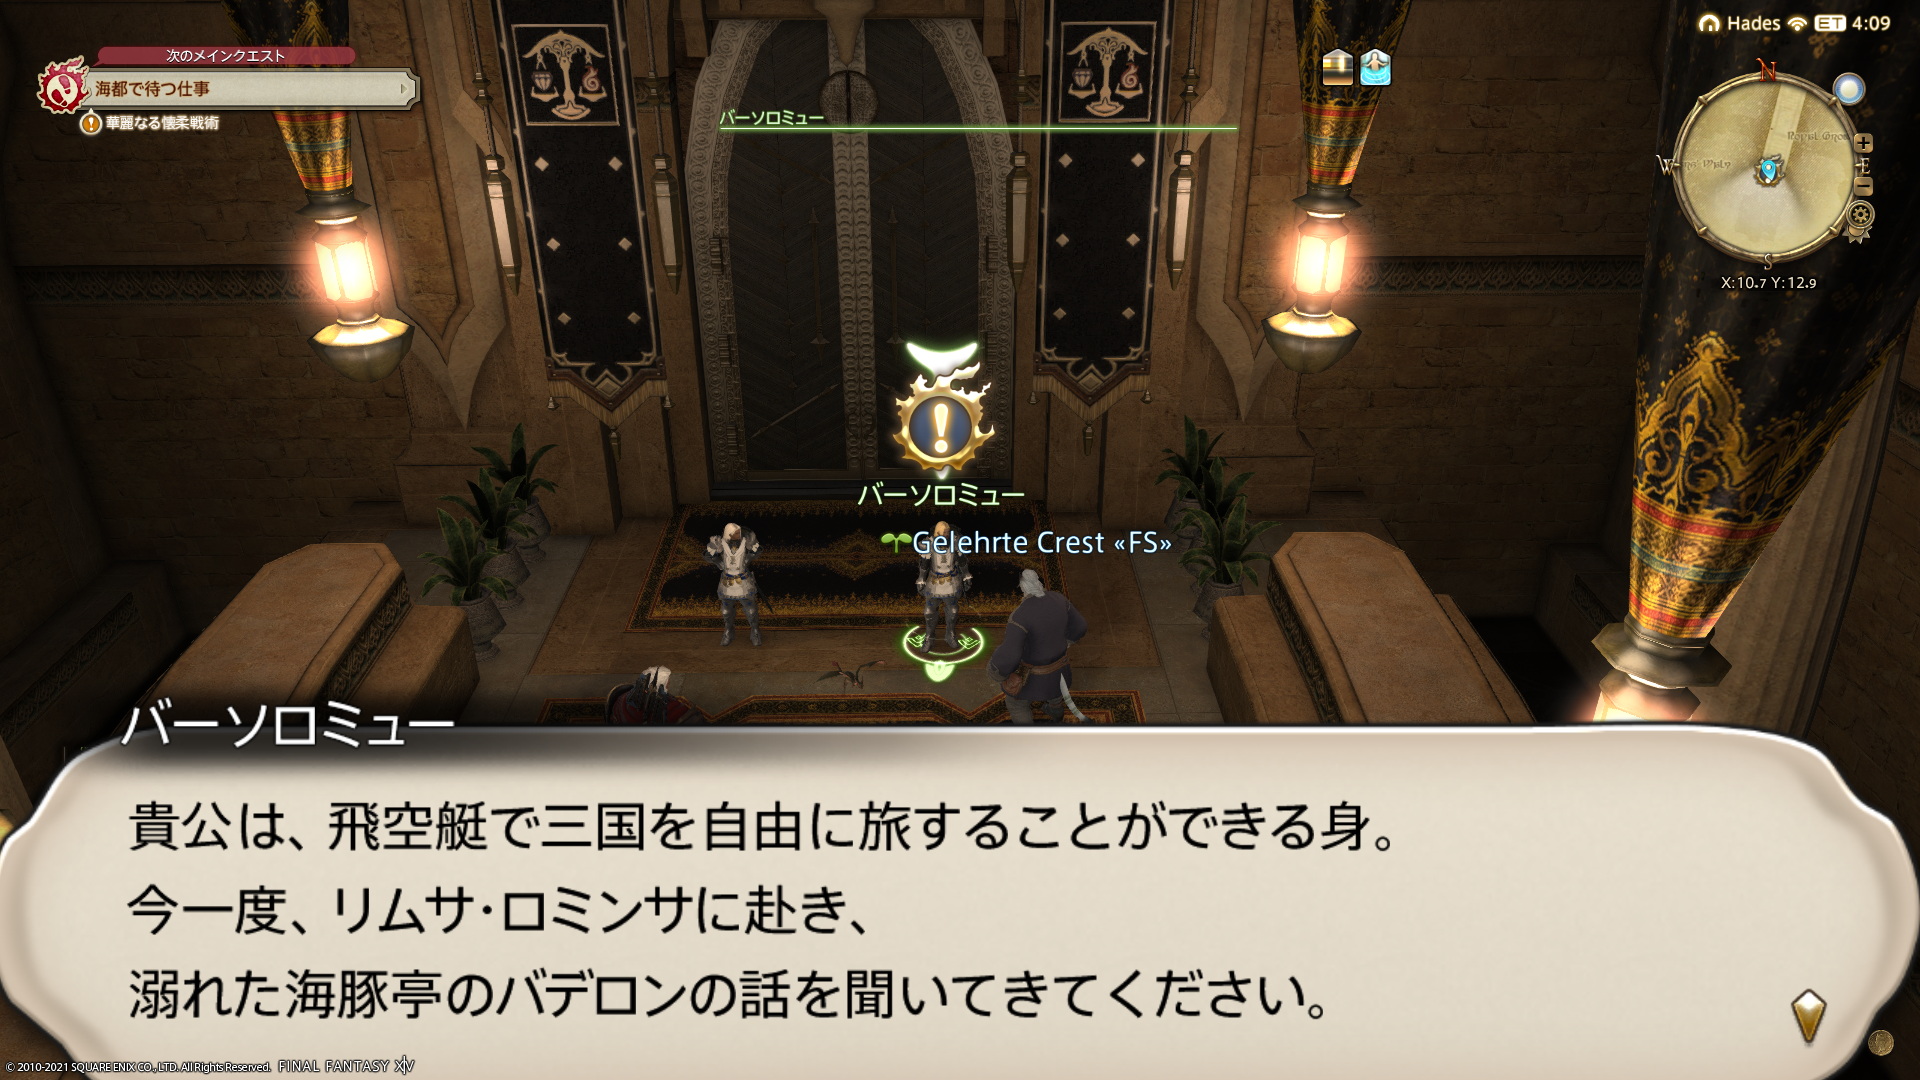 次のメインクエスト
海都で待つ仕事
華麗なる懐柔戦術
バーソロミュー
Hades
ET 4:09
N
W
E
S
X:10.7 Y:12.9
バーソロミュー
Gelehrte Crest «FS»
バーソロミュー
貴公は、飛空艇で三国を自由に旅することができる身。
今一度、リムサ・ロミンサに赴き、
溺れた海豚亭のバデロンの話を聞いてきてください。
© 2010-2021 SQUARE ENIX CO., LTD. All Rights Reserved. FINAL FANTASY XIV